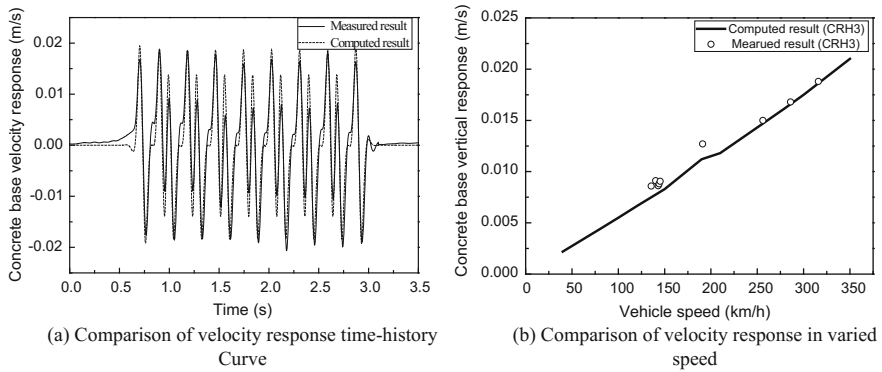 Measured result
Computed result
Concrete base velocity response (m/s)
0.02
0.01
0.00
-0.01
-0.02
0.0 0.5 1.0 1.5 2.0 2.5 3.0 3.5
Time (s)
(a) Comparison of velocity response time-history
Curve
Computed result (CRH3)
Mearued result (CRH3)
Concrete base vertical response (m/s)
0.025
0.020
0.015
0.010
0.005
0.000
0 50 100 150 200 250 300 350
Vehicle speed (km/h)
(b) Comparison of velocity response in varied
speed